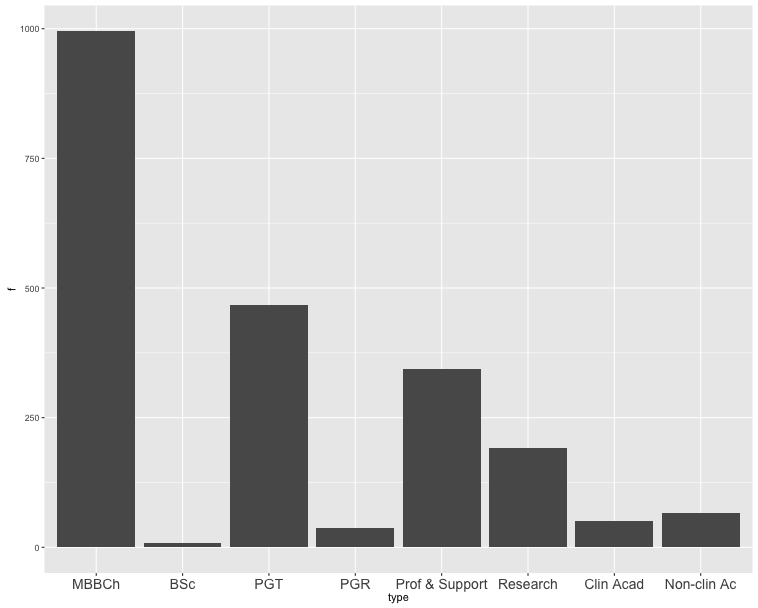 1000
750
f
500
250
0
MBBCh BSc PGT PGR Prof & Support Research Clin Acad Non-clin Ac
type